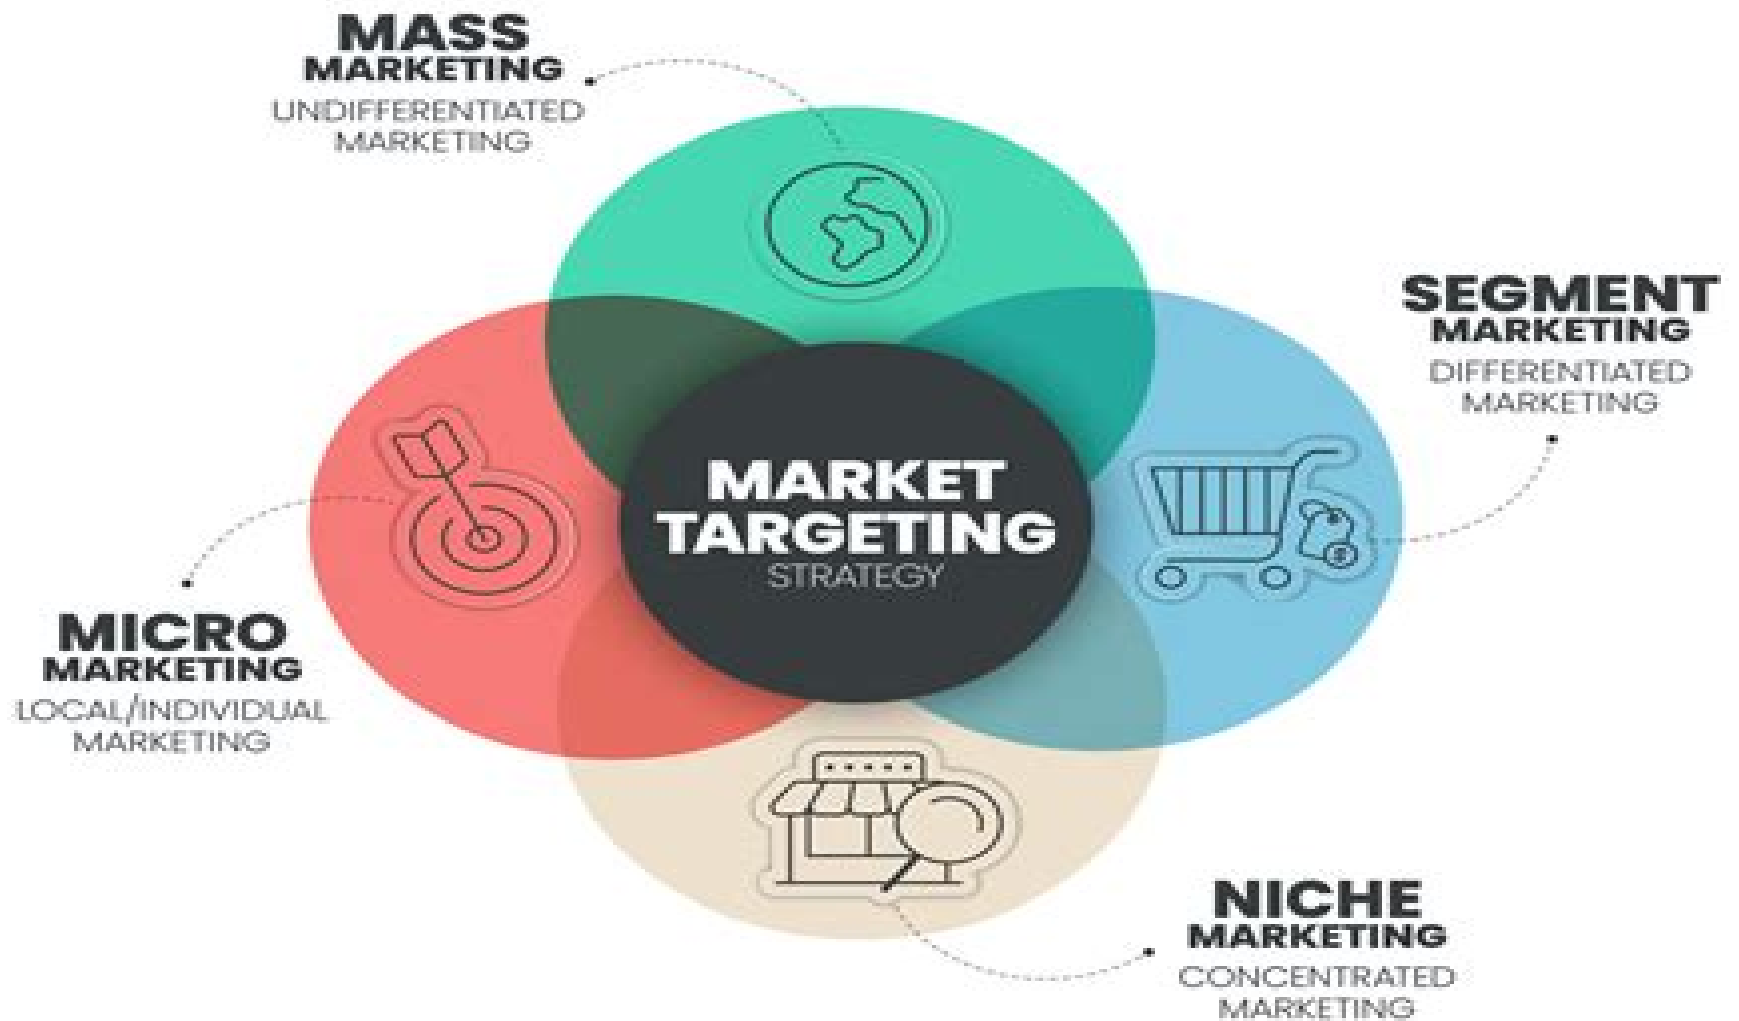 MASS
MARKETING
UNDIFFERENTIATED
MARKETING
SEGMENT
MARKETING
DIFFERENTIATED
MARKETING
MARKET
TARGETING
STRATEGY
MICRO
MARKETING
LOCAL/INDIVIDUAL
MARKETING
NICHE
MARKETING
CONCENTRATED
MARKETING